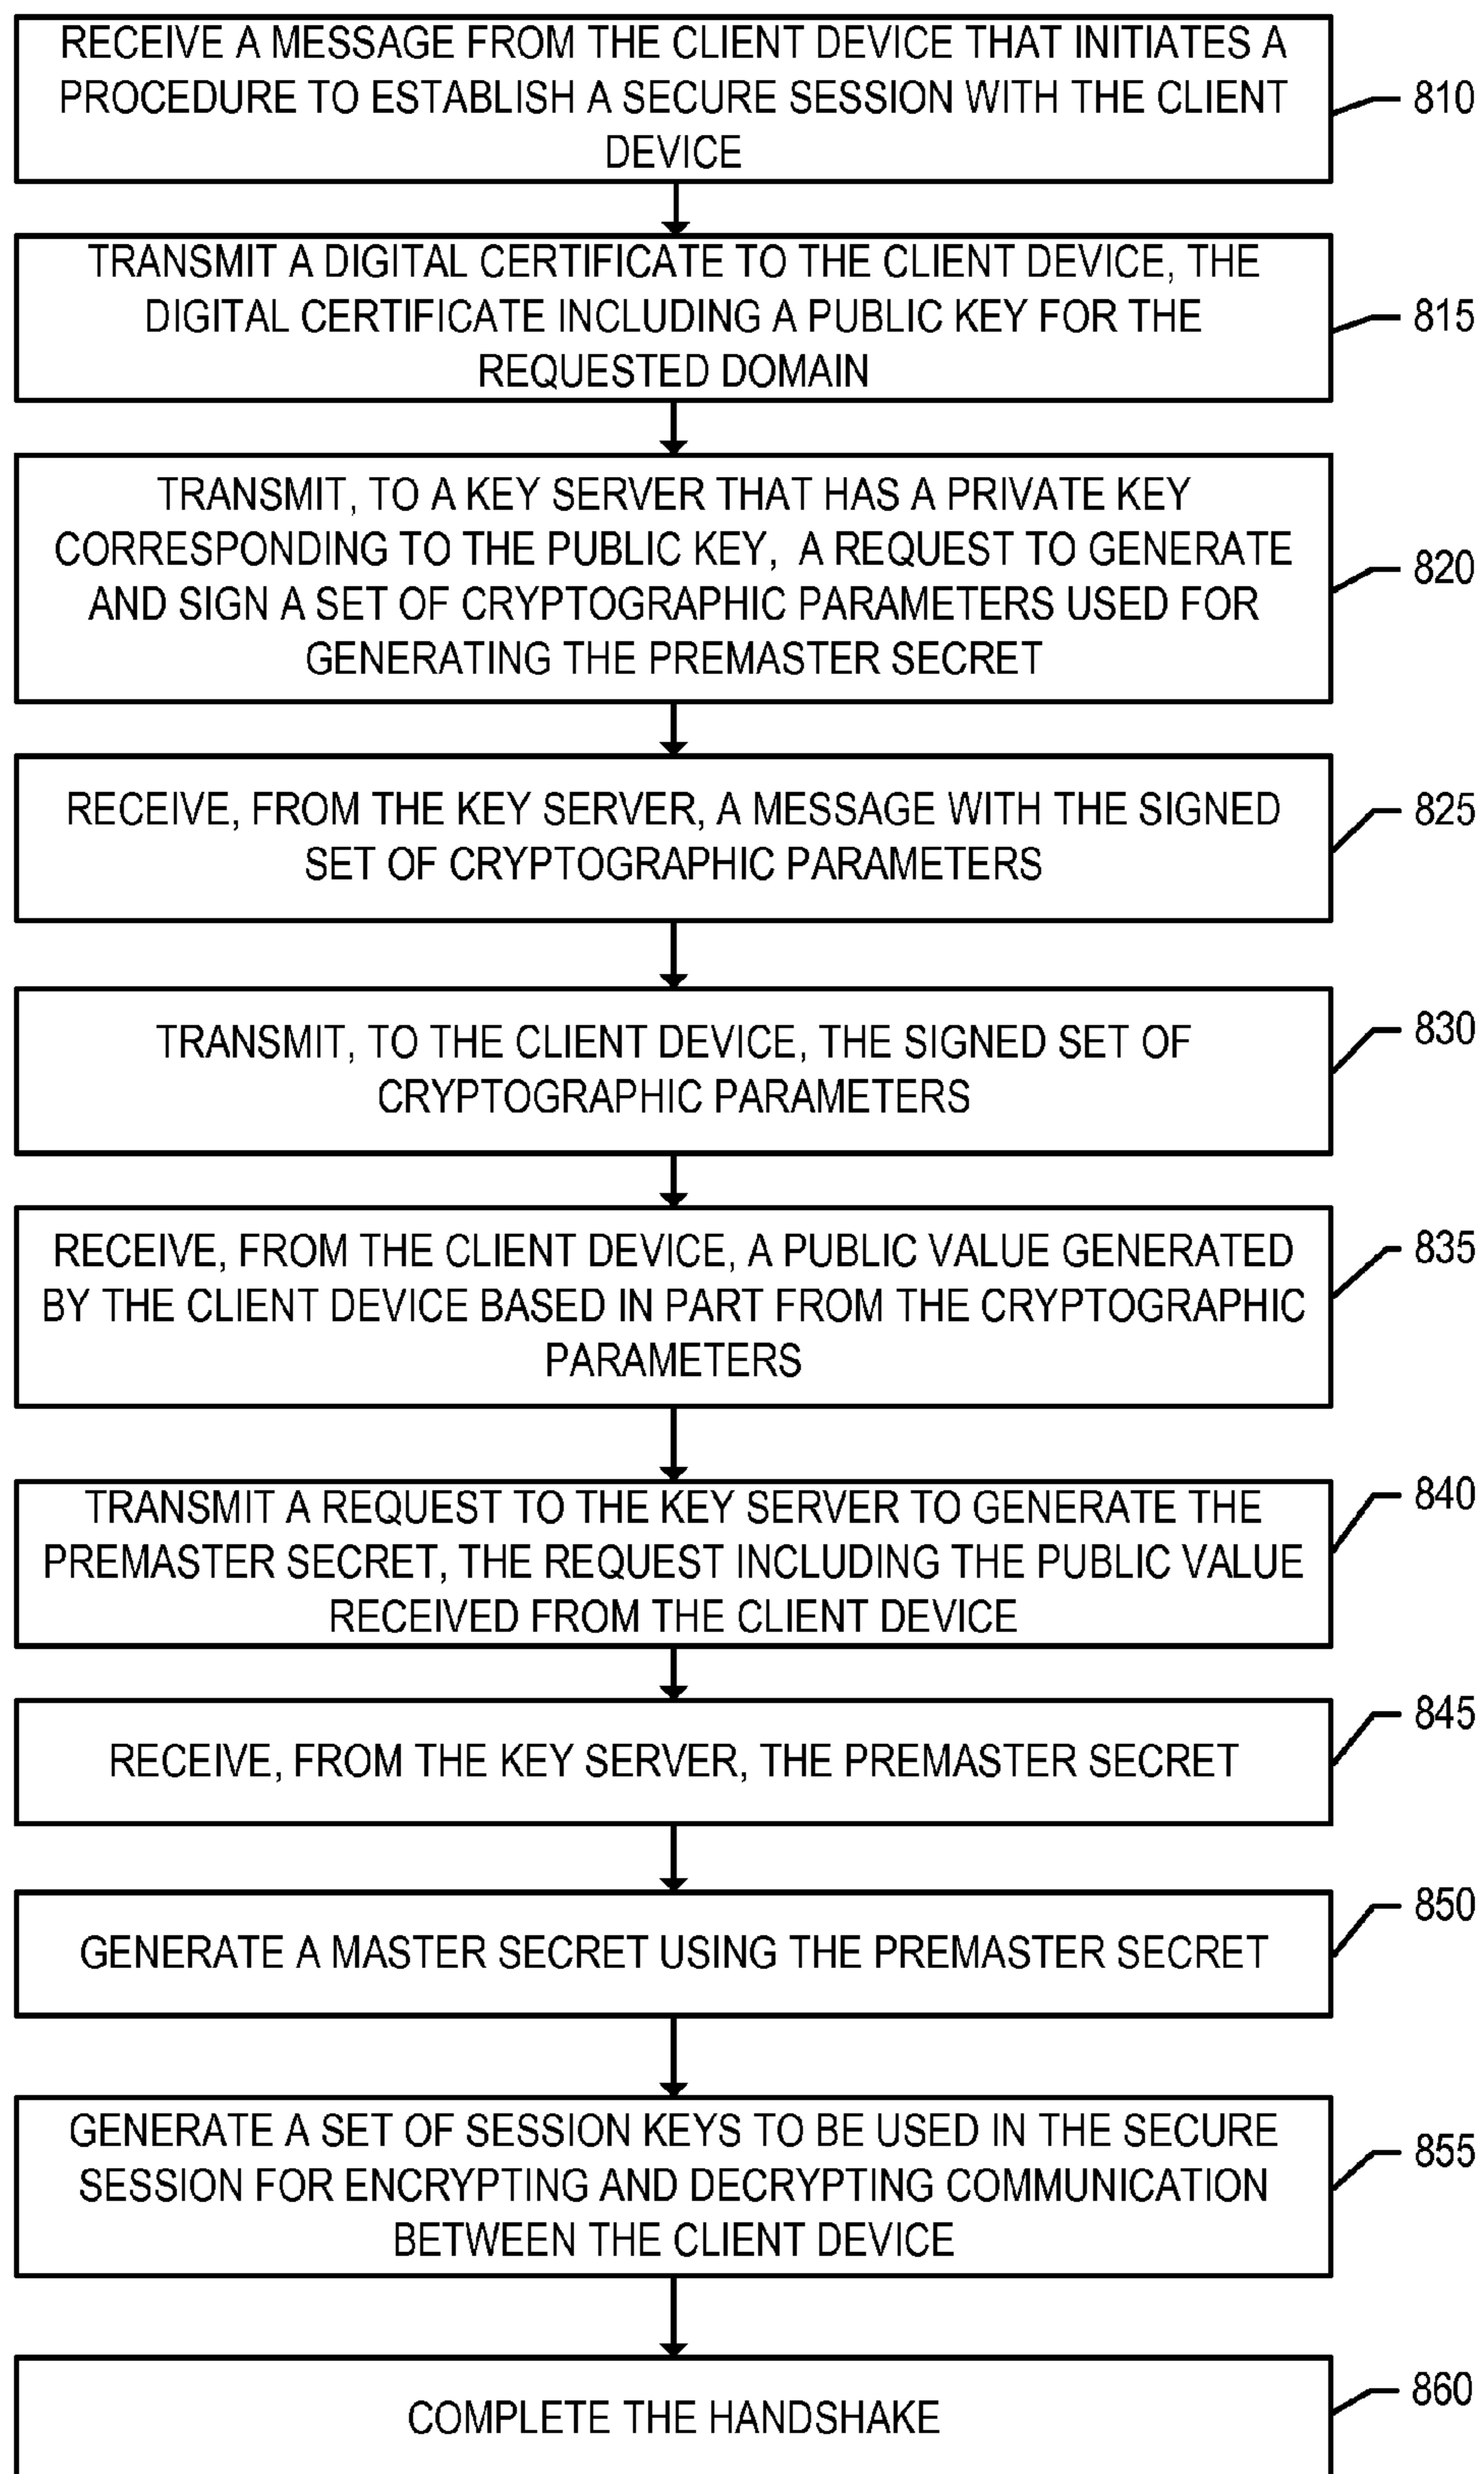 RECEIVE A MESSAGE FROM THE CLIENT DEVICE THAT INITIATES A
PROCEDURE TO ESTABLISH A SECURE SESSION WITH THE CLIENT
DEVICE
810
TRANSMIT A DIGITAL CERTIFICATE TO THE CLIENT DEVICE, THE
DIGITAL CERTIFICATE INCLUDING A PUBLIC KEY FOR THE
REQUESTED DOMAIN
815
TRANSMIT, TO A KEY SERVER THAT HAS A PRIVATE KEY
CORRESPONDING TO THE PUBLIC KEY, A REQUEST TO GENERATE
AND SIGN A SET OF CRYPTOGRAPHIC PARAMETERS USED FOR
GENERATING THE PREMASTER SECRET
820
RECEIVE, FROM THE KEY SERVER, A MESSAGE WITH THE SIGNED
SET OF CRYPTOGRAPHIC PARAMETERS
825
TRANSMIT, TO THE CLIENT DEVICE, THE SIGNED SET OF
CRYPTOGRAPHIC PARAMETERS
830
RECEIVE, FROM THE CLIENT DEVICE, A PUBLIC VALUE GENERATED
BY THE CLIENT DEVICE BASED IN PART FROM THE CRYPTOGRAPHIC
PARAMETERS
835
TRANSMIT A REQUEST TO THE KEY SERVER TO GENERATE THE
PREMASTER SECRET, THE REQUEST INCLUDING THE PUBLIC VALUE
RECEIVED FROM THE CLIENT DEVICE
840
RECEIVE, FROM THE KEY SERVER, THE PREMASTER SECRET
845
GENERATE A MASTER SECRET USING THE PREMASTER SECRET
850
GENERATE A SET OF SESSION KEYS TO BE USED IN THE SECURE
SESSION FOR ENCRYPTING AND DECRYPTING COMMUNICATION
BETWEEN THE CLIENT DEVICE
855
COMPLETE THE HANDSHAKE
860